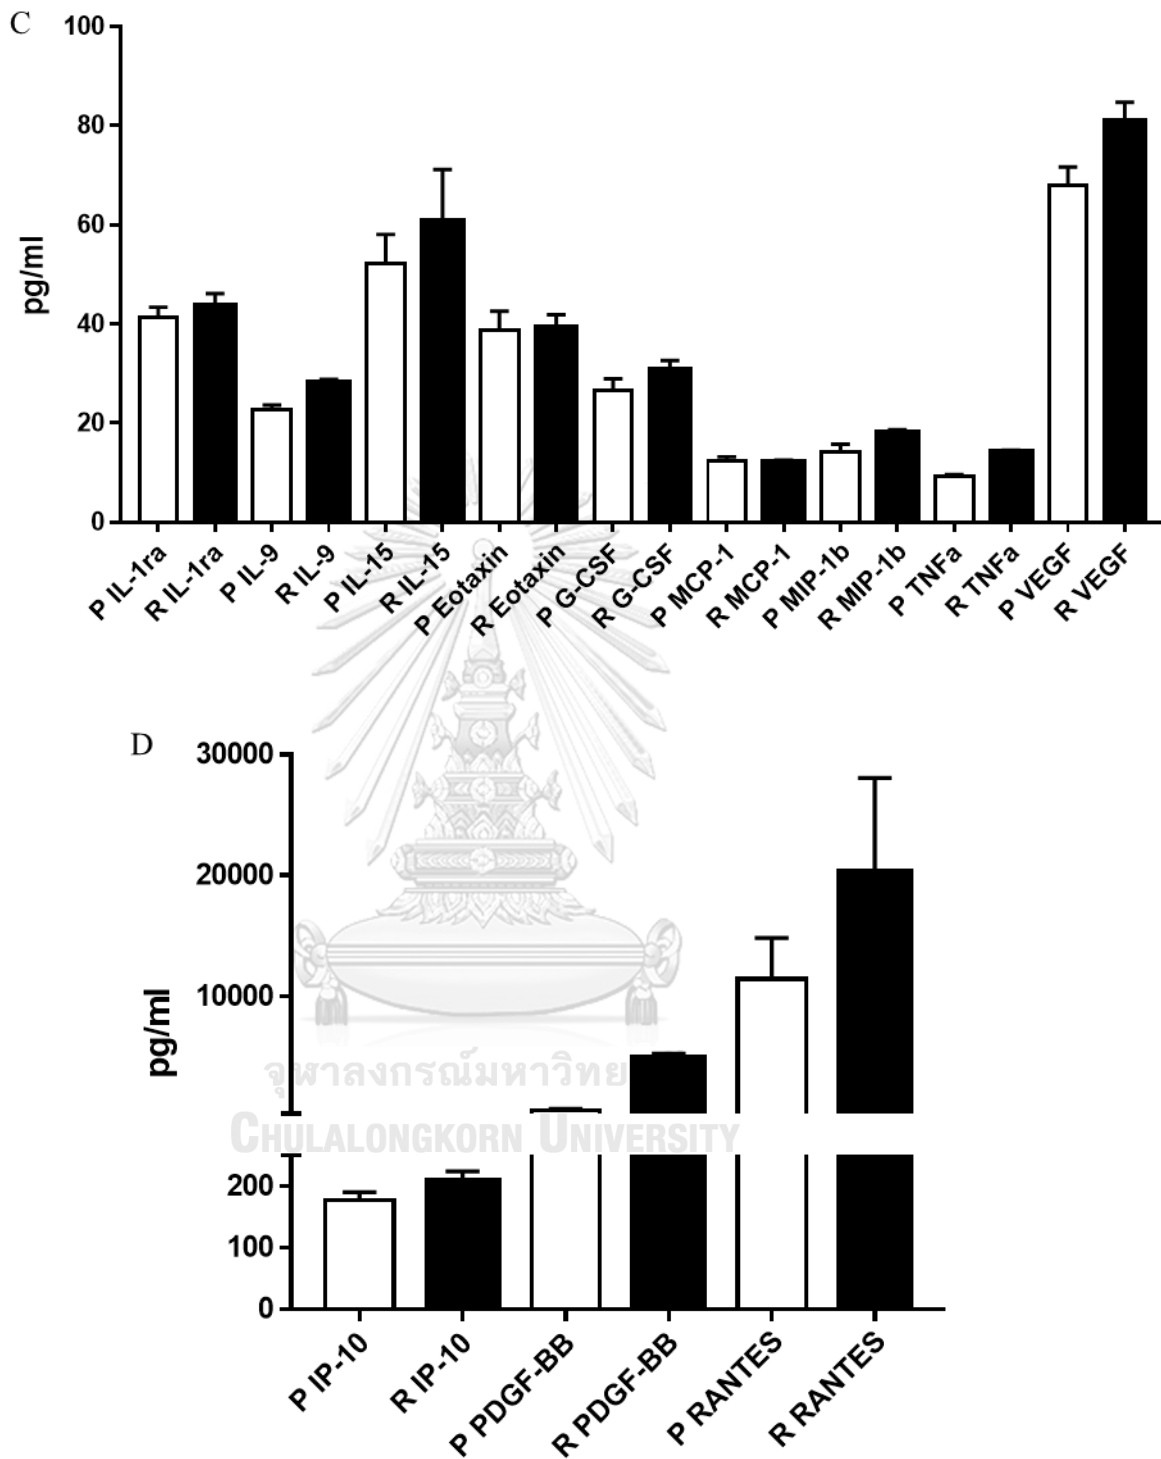 C
100
80
60
40
20
0
pg/ml
P IL-1ra
R IL-1ra
P IL-9
R IL-9
P IL-15
R IL-15
P Eotaxin
R Eotaxin
P G-CSF
R G-CSF
P MCP-1
R MCP-1
P MIP-1b
R MIP-1b
P TNFa
R TNFa
P VEGF
R VEGF
D
30000
20000
10000
200
100
0
pg/ml
จุฬาลงกรณ์มหาวิทย
CHULALONGKORN UNIVERSITY
P IP-10
R IP-10
P PDGF-BB
R PDGF-BB
P RANTES
R RANTES